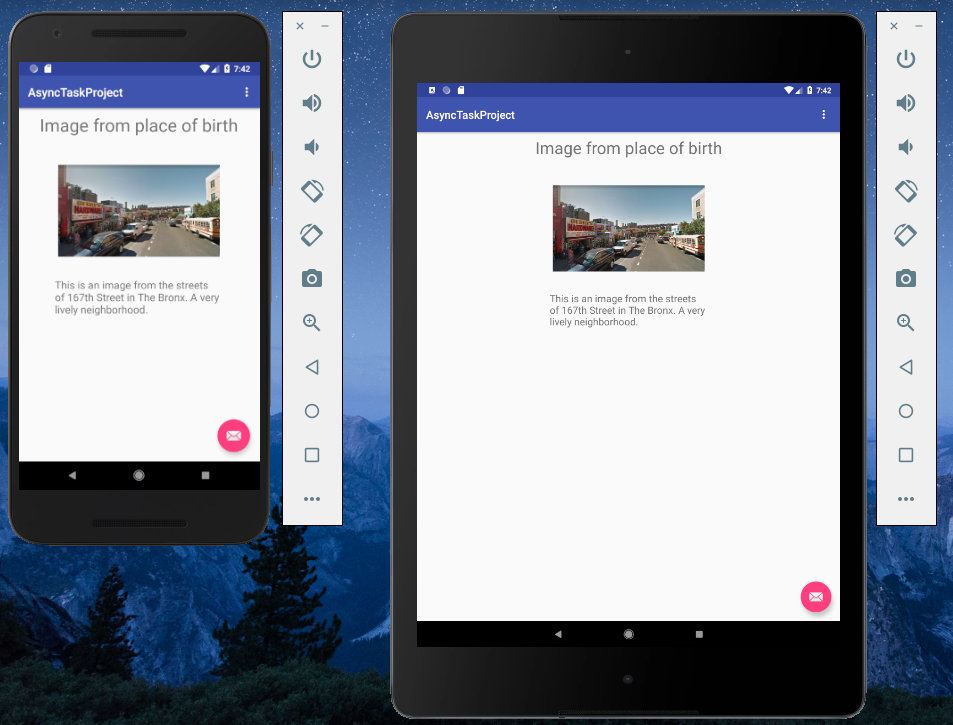 7:42
AsyncTaskProject
Image from place of birth
HARDWARE
This is an image from the streets
of 167th Street in The Bronx. A very
lively neighborhood.
7:42
AsyncTaskProject
Image from place of birth
This is an image from the streets
of 167th Street in The Bronx. A very
lively neighborhood.